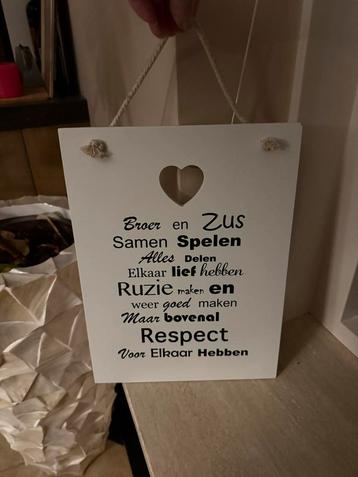 Broer en Zus
Samen Spelen
Alles Delen
Elkaar lief hebben
Ruzie maken en
weer goed maken
Maar bovenal
Respect
Voor Elkaar Hebben